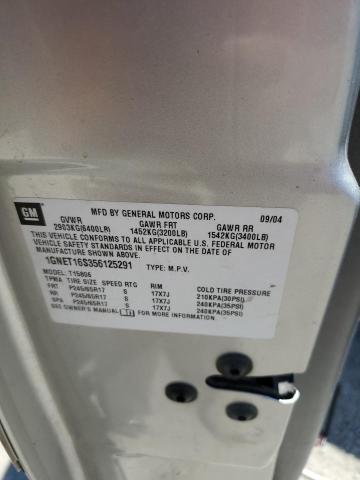 GM
MFD BY GENERAL MOTORS CORP. 09/04
GVWR GAWR FRT GAWR RR
2903KG(6400LB) 1452KG(3200LB) 1542KG(3400LB)
THIS VEHICLE CONFORMS TO ALL APPLICABLE U.S. FEDERAL MOTOR
VEHICLE SAFETY STANDARDS IN EFFECT ON THE DATE OF
MANUFACTURE SHOWN ABOVE.
1GNET16S356125291 TYPE: M.P.V.
MODEL: T15806
TPMA TIRE SIZE SPEED RTG RIM COLD TIRE PRESSURE
FRT P245/65R17 S 17X7J 210KPA(30PSI)
RR P245/65R17 S 17X7J 240KPA(35PSI)
SPA P245/65R17 S 17X7J 240KPA(35PSI)
SEE OWNER'S MANUAL FOR MORE INFORMATION.